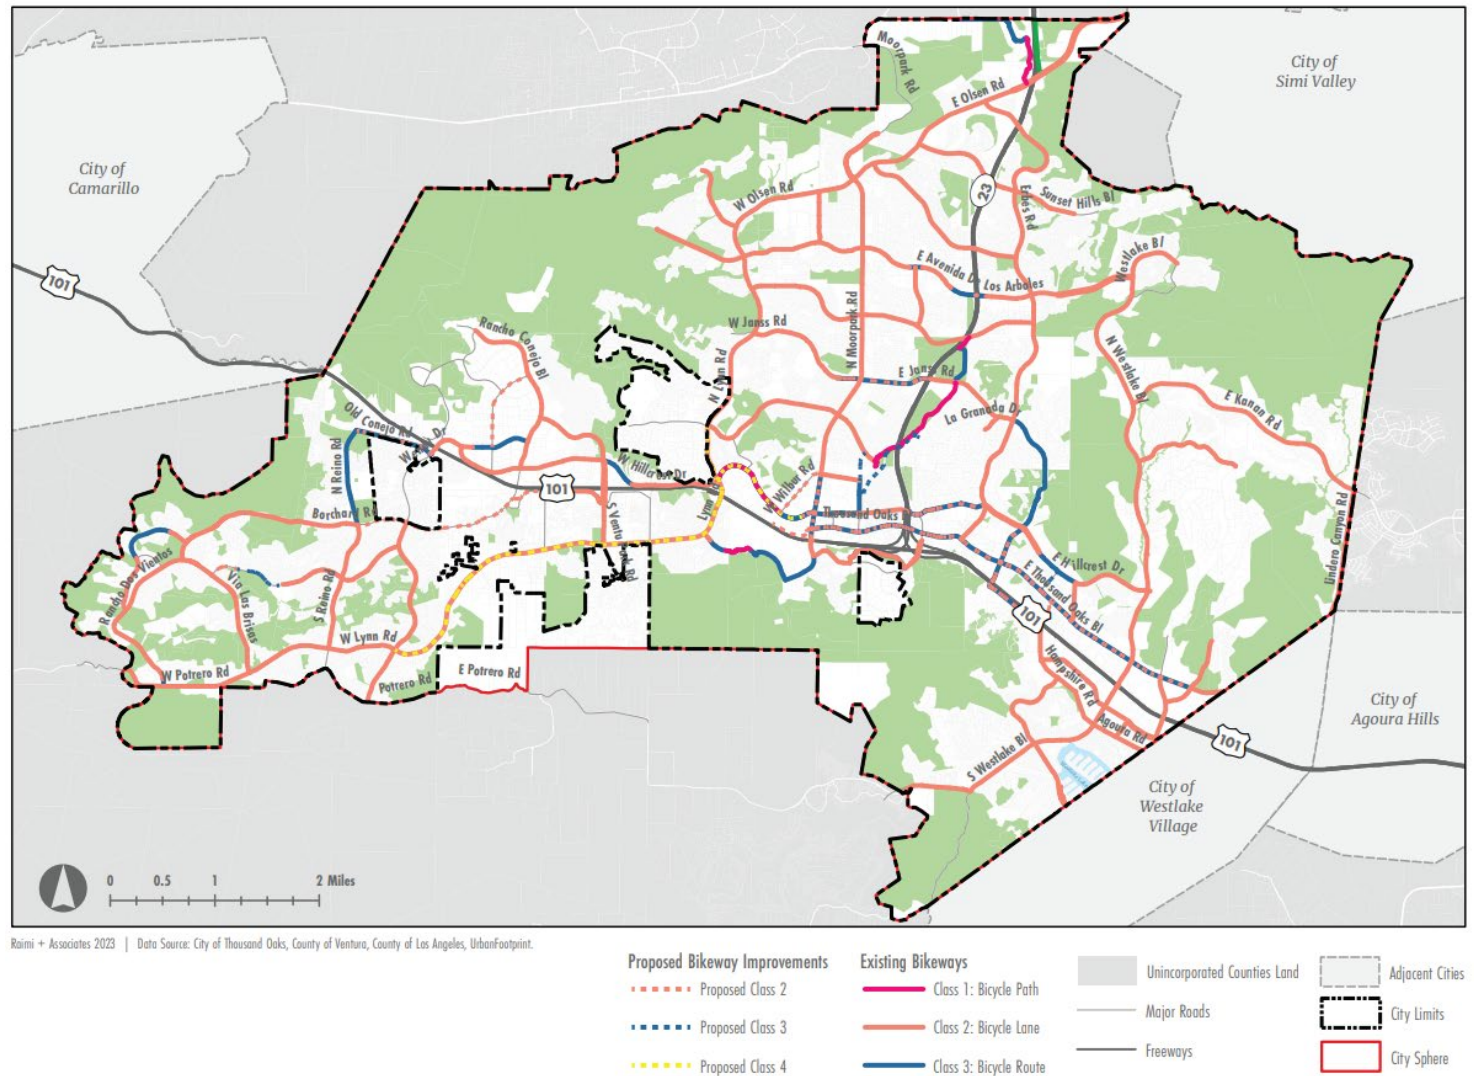 Moorpark Rd
City of
Simi Valley
E Olsen Rd
City of
Camarillo
W Olsen Rd
23
Erbes Rd
Sunset Hills Bl
101
E Avenida De Los Arboles
Westlake Bl
Rancho Conejo Bl
W Janss Rd
N Moorpark Rd
N Lynn Rd
E Janss Rd
N Westlake Bl
E Kanan Rd
La Granada Dr
Old Conejo Rd
Dr
N Reino Rd
W Hillcrest Dr
W Wilbur Rd
101
Borchard Rd
Lynn Rd
Thousand Oaks
Lindero Canyon Rd
Rancho Dos Vientos
Via Las Brisas
S Reino Rd
E Hillcrest Dr
E Thousand Oaks Bl
101
W Lynn Rd
W Potrero Rd
Potrero Rd
E Potrero Rd
Hampshire Rd
Agoura Rd
City of
Agoura Hills
101
S Westlake Bl
City of
Westlake
Village
0 0.5 1 2 Miles
Raimi + Associates 2023 | Data Source: City of Thousand Oaks, County of Ventura, County of Los Angeles, UrbanFootprint.
Proposed Bikeway Improvements
Proposed Class 2
Proposed Class 3
Proposed Class 4
Existing Bikeways
Class 1: Bicycle Path
Class 2: Bicycle Lane
Class 3: Bicycle Route
Unincorporated Counties Land
Major Roads
Freeways
Adjacent Cities
City Limits
City Sphere